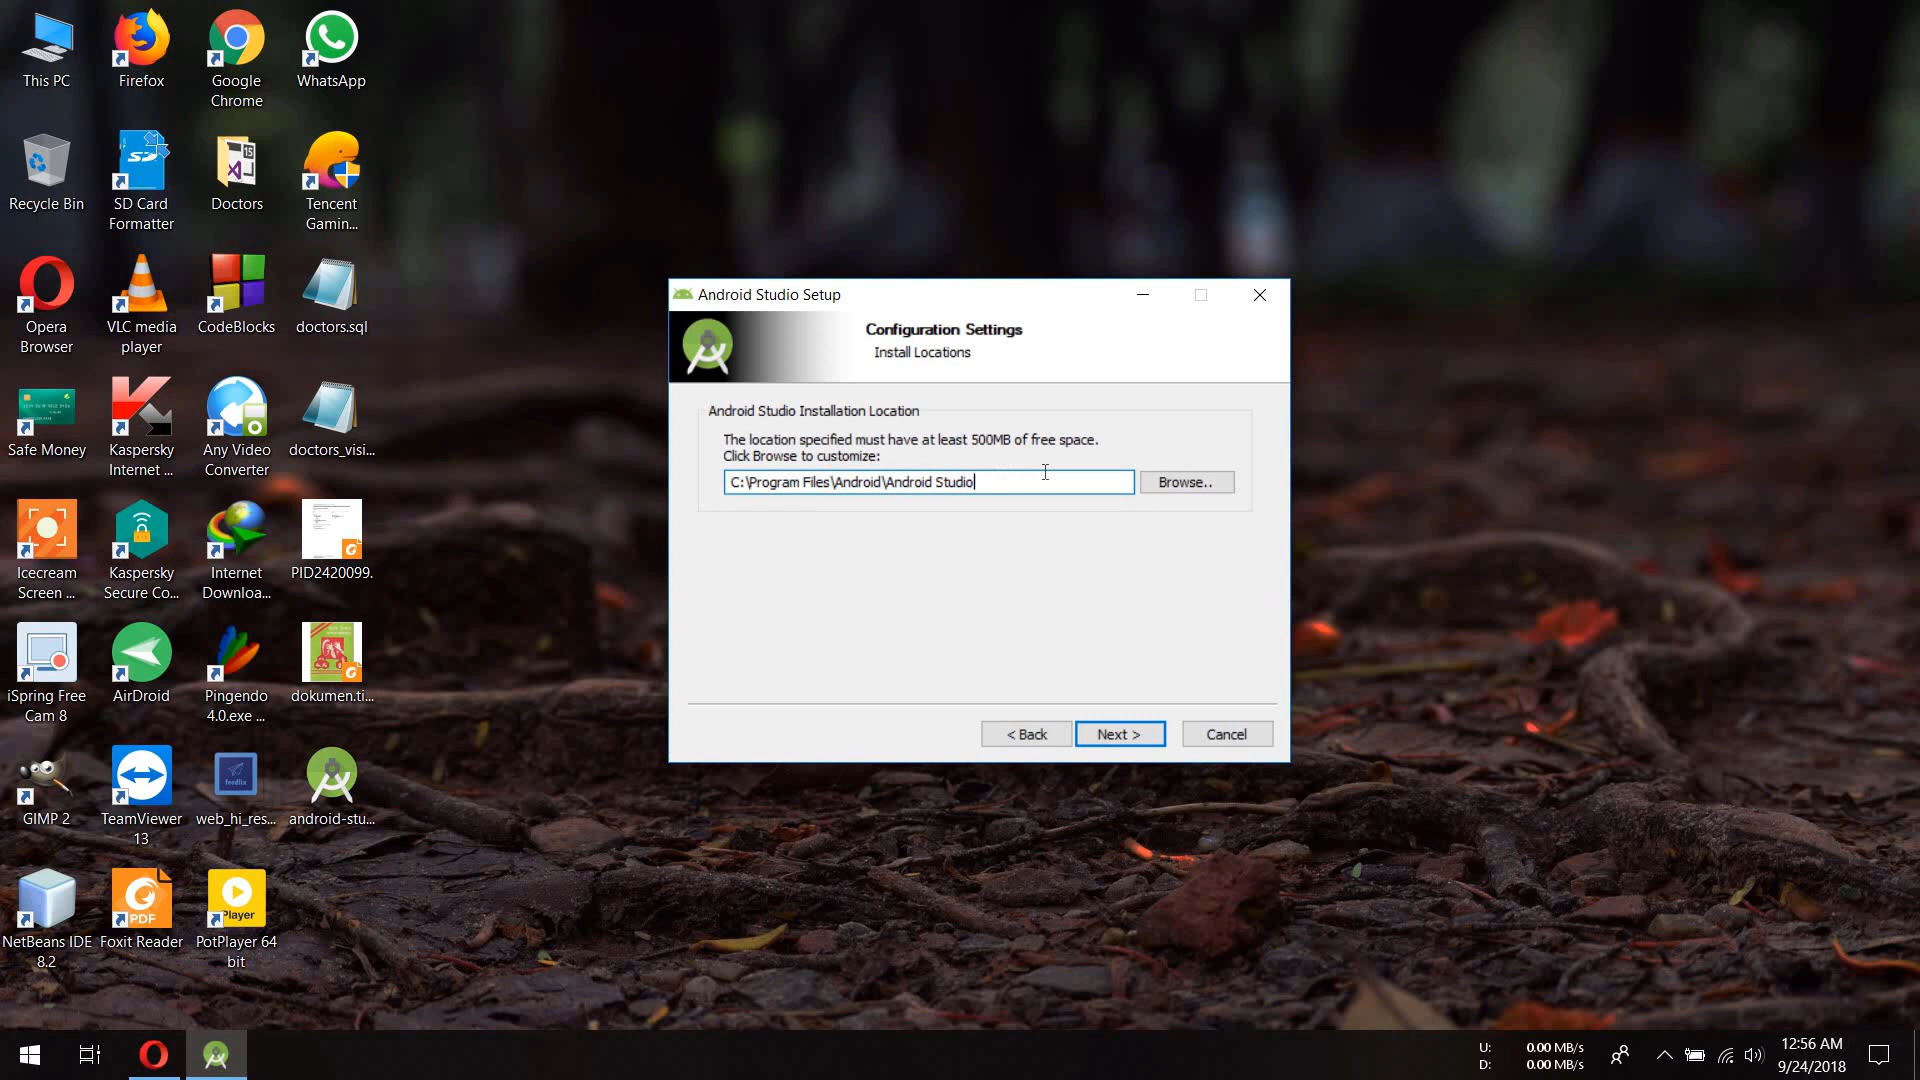 This PC
Firefox
Google
Chrome
WhatsApp
Recycle Bin
SD Card
Formatter
Doctors
Tencent
Gamin...
Opera
Browser
VLC media
player
CodeBlocks
doctors.sql
Safe Money
Kaspersky
Internet ...
Any Video
Converter
doctors_visi...
Icecream
Screen ...
Kaspersky
Secure Co...
Internet
Downloa...
PID2420099.
iSpring Free
Cam 8
AirDroid
Pingendo
4.0.exe ...
dokumen.ti...
GIMP 2
TeamViewer
13
feedlix
web_hi_res...
android-stu...
NetBeans IDE
8.2
PDF
Foxit Reader
Player
PotPlayer 64
bit
Android Studio Setup
Configuration Settings
Install Locations
Android Studio Installation Location
The location specified must have at least 500MB of free space.
Click Browse to customize:
C:\Program Files\Android\Android Studio
Browse..
< Back
Next >
Cancel
U: 0.00 MB/s
D: 0.00 MB/s
12:56 AM
9/24/2018